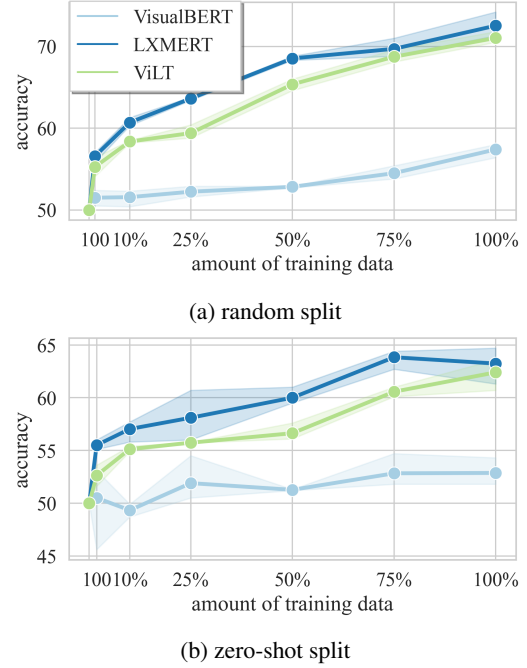 VisualBERT
LXMERT
ViLT
70
60
50
accuracy
100 10% 25% 50% 75% 100%
amount of training data
(a) random split
65
60
55
50
45
accuracy
100 10% 25% 50% 75% 100%
amount of training data
(b) zero-shot split